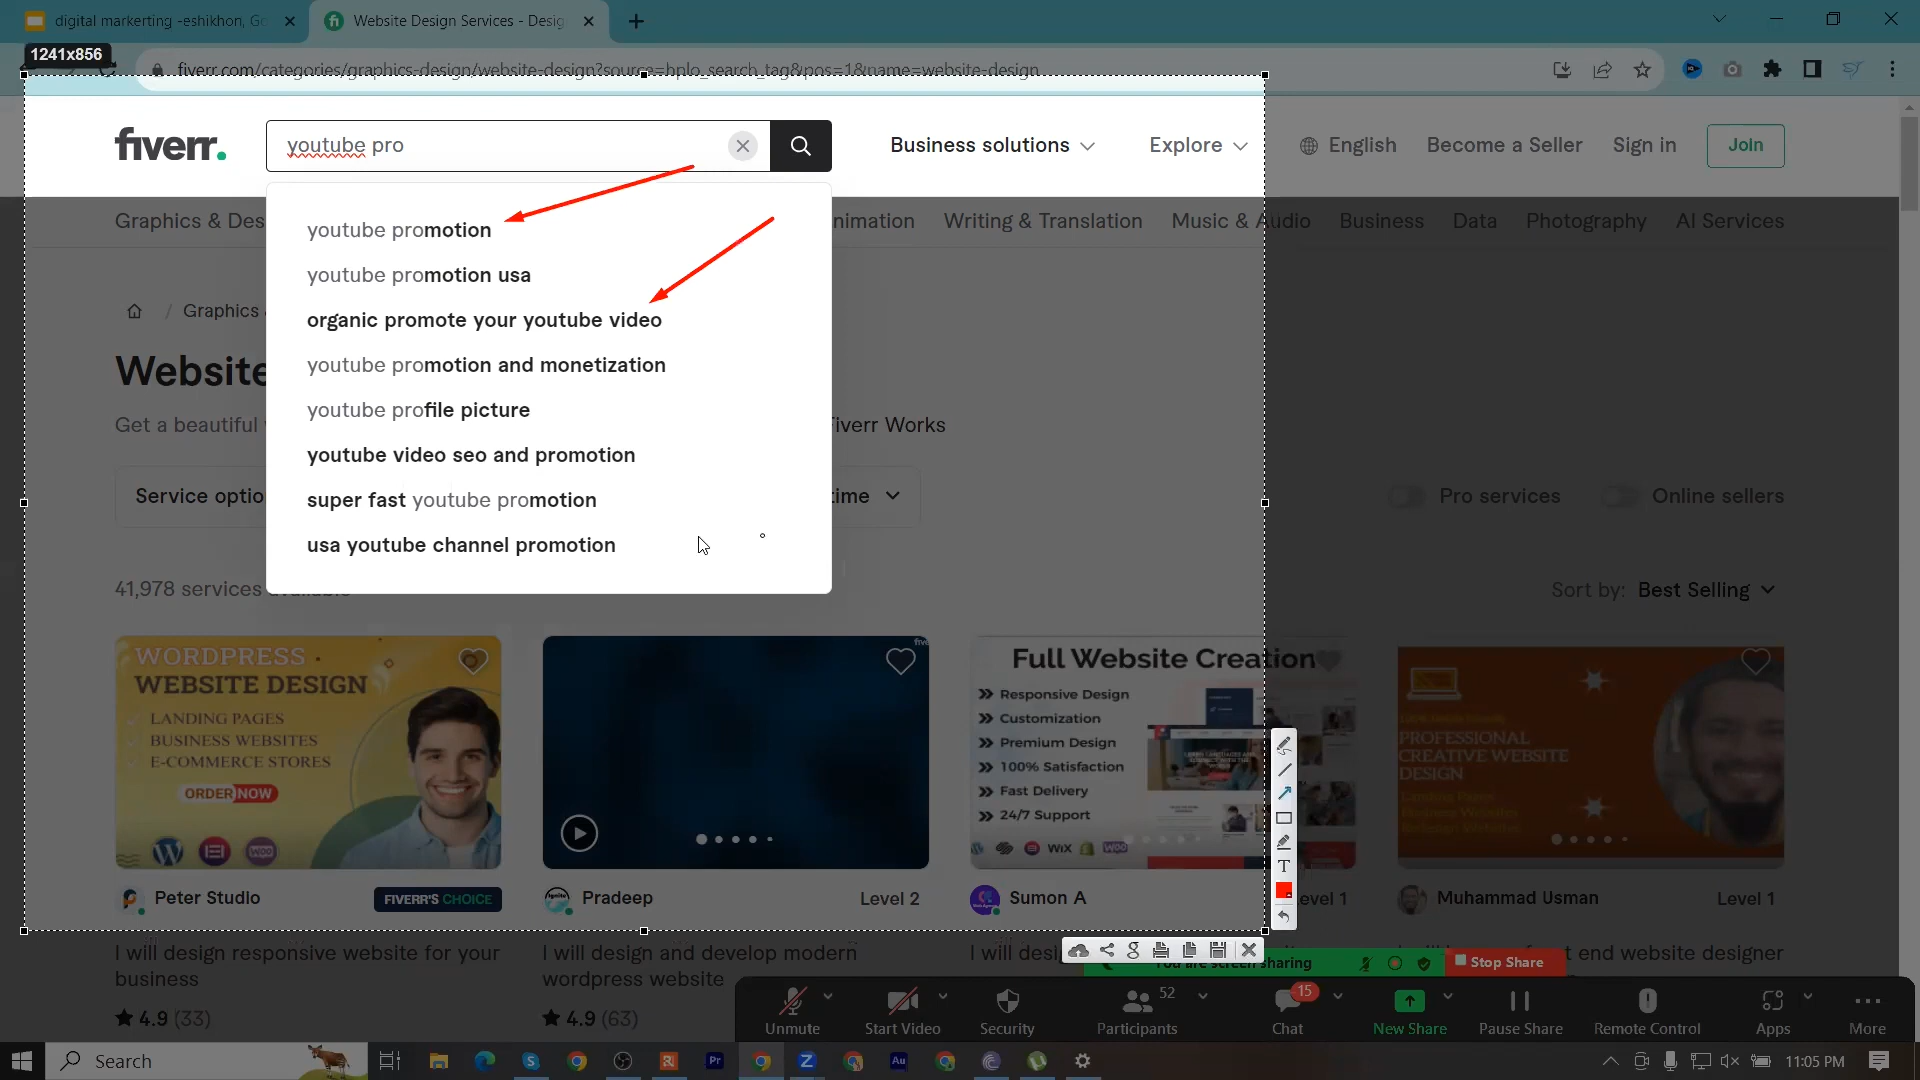 digital markerting -eshikhon, Go
Website Design Services - Desig
1241x856
fiverr.com/categories/graphics-design/website-design?source=hplo_search_tag&pos=1&name=website-design
fiverr.
youtube pro
Business solutions
Explore
English
Become a Seller
Sign in
Join
Graphics & Des
nimation
Writing & Translation
Music & Audio
Business
Data
Photography
AI Services
youtube promotion
youtube promotion usa
organic promote your youtube video
youtube promotion and monetization
youtube profile picture
youtube video seo and promotion
super fast youtube promotion
usa youtube channel promotion
/ Graphics
Website
Get a beautiful
Fiverr Works
Service optio
time
Pro services
Online sellers
41,978 services available
Sort by: Best Selling
WORDPRESS
WEBSITE DESIGN
LANDING PAGES
BUSINESS WEBSITES
E-COMMERCE STORES
ORDER NOW
woo
Full Website Creation
Responsive Design
Customization
Premium Design
100% Satisfaction
Fast Delivery
24/7 Support
WiX
woo
PROFESSIONAL
CREATIVE WEBSITE
DESIGN
Peter Studio
FIVERR'S CHOICE
Pradeep
Level 2
Sumon A
evel 1
Muhammad Usman
Level 1
I will design responsive website for your
business
I will design and develop modern
wordpress website
I will desig
t end website designer
4.9 (33)
4.9 (63)
You are screen sharing
Stop Share
Unmute
Start Video
Security
52
Participants
15
Chat
New Share
Pause Share
Remote Control
Apps
More
Search
11:05 PM